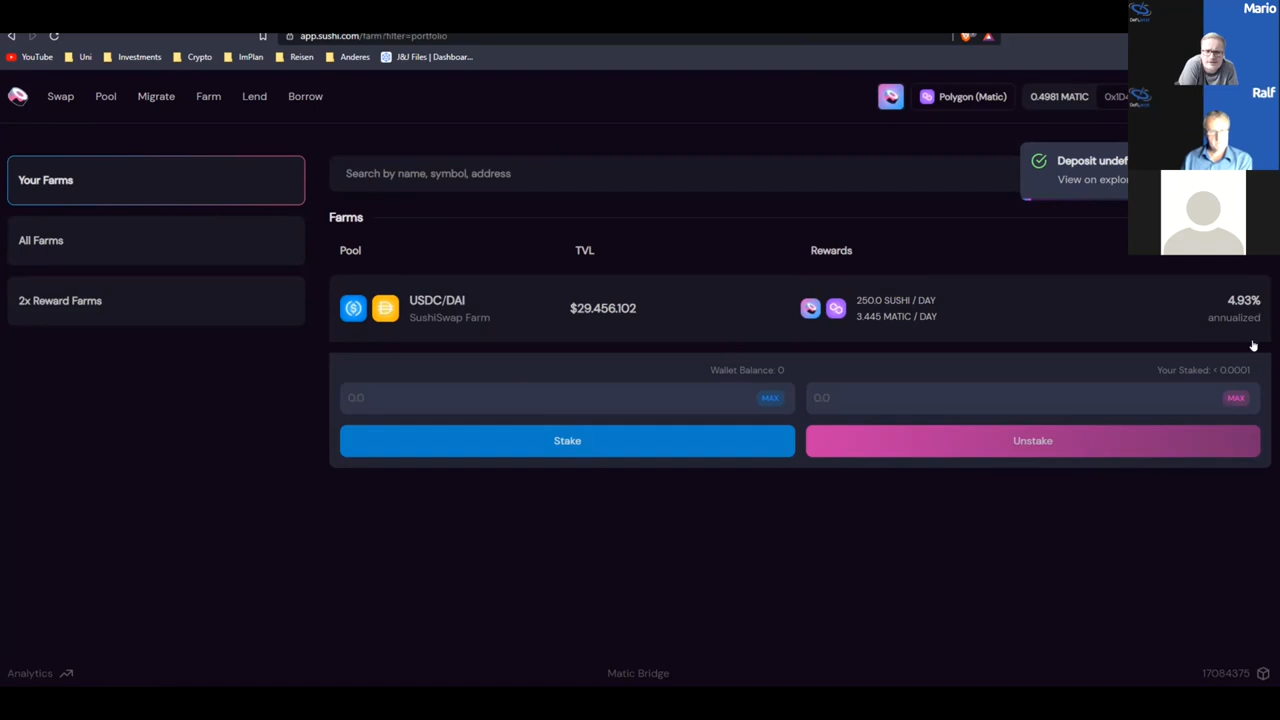 Mario
app.sushi.com/farm?filter=portfolio
YouTube Uni Investments Crypto ImPlan Reisen Anderes J&J Files | Dashboar...
Swap Pool Migrate Farm Lend Borrow Polygon (Matic) 0.4981 MATIC
Ralf
Your Farms
Search by name, symbol, address
Deposit undef
View on explor
Farms
All Farms
Pool TVL Rewards
2x Reward Farms
USDC/DAI
SushiSwap Farm
$29.456.102
250.0 SUSHI / DAY
3.445 MATIC / DAY
4.93%
annualized
Wallet Balance: 0 Your Staked: < 0.0001
0.0 MAX 0.0 MAX
Stake Unstake
Analytics Matic Bridge 17084375